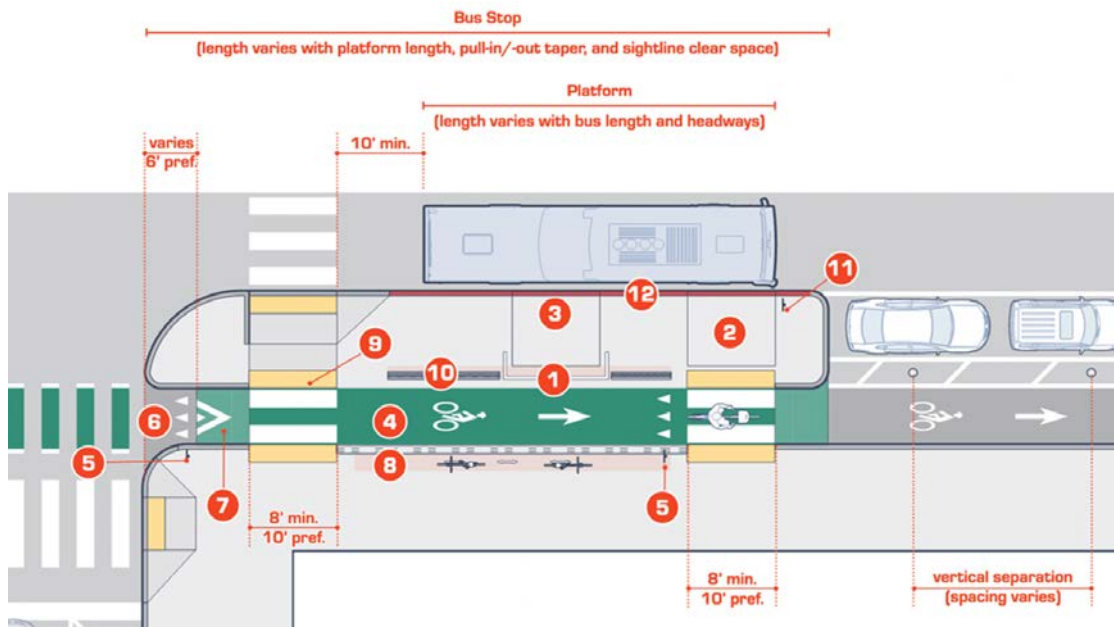 Bus Stop
(length varies with platform length, pull-in/-out taper, and sightline clear space)
Platform
(length varies with bus length and headways)
varies
6' pref.
10' min.
11
12
3
2
9
10
1
6
4
5
8
7
5
8' min.
10' pref.
8' min.
10' pref.
vertical separation
(spacing varies)